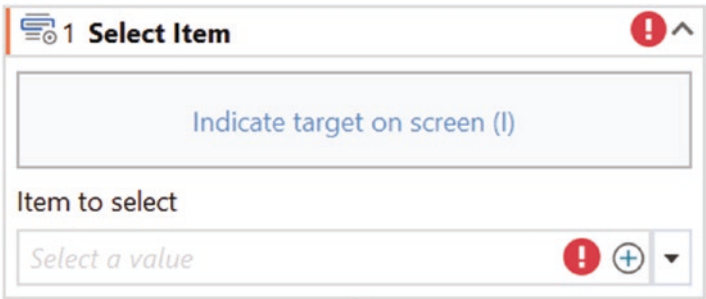 1 Select Item
Indicate target on screen (I)
Item to select
Select a value